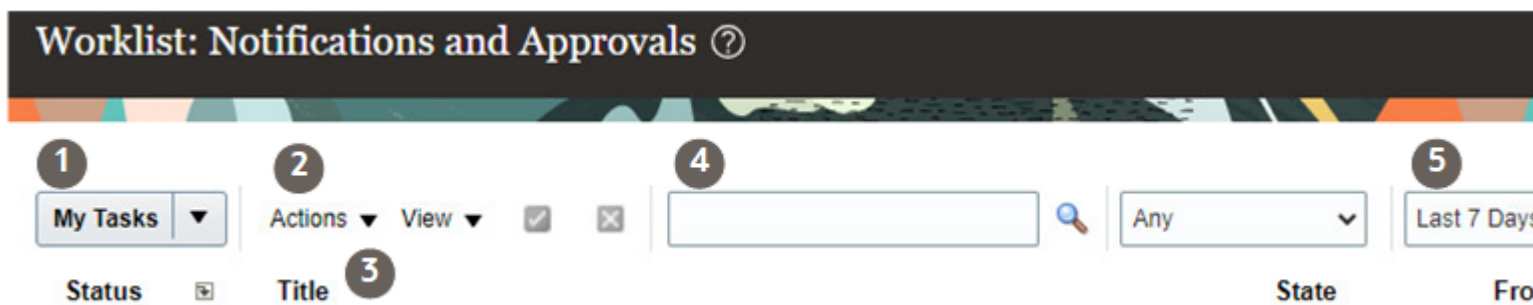 Worklist: Notifications and Approvals ?
1 2 4 5
My Tasks Actions View Any Last 7 Days
3
Status Title State Fro